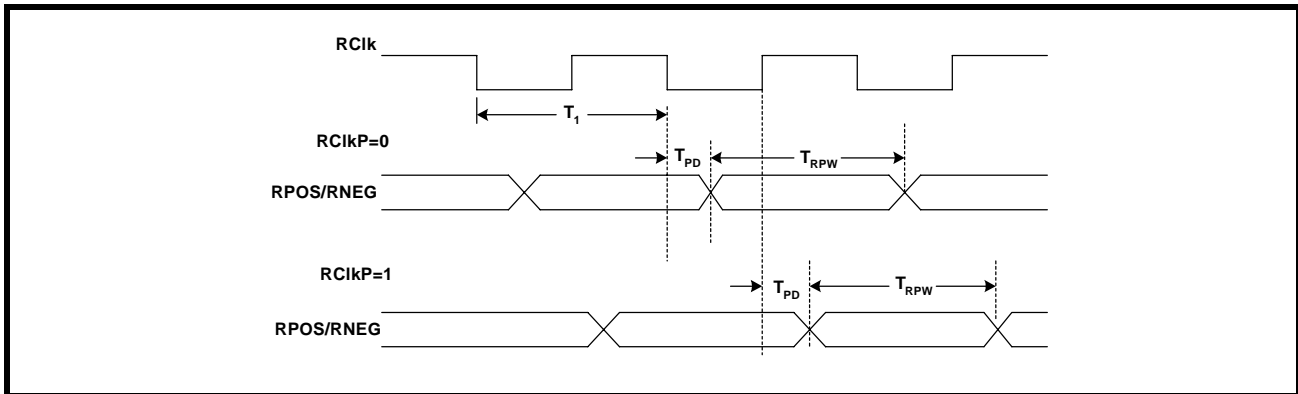 RClk
T1
RClkP=0
TPD
TRPW
RPOS/RNEG
RClkP=1
TPD
TRPW
RPOS/RNEG